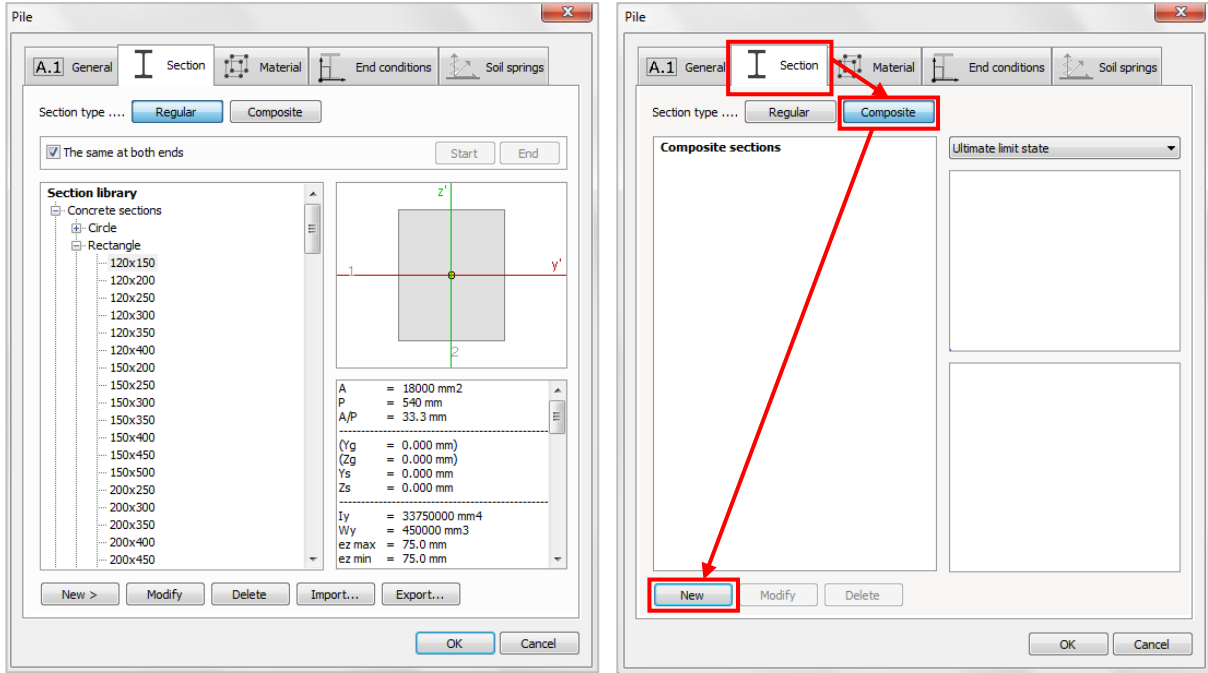 Pile
A.1 General Section Material End conditions Soil springs
Section type .... Regular Composite
The same at both ends Start End
Section library
Concrete sections
Circle
Rectangle
120x150
120x200
120x250
120x300
120x350
120x400
150x200
150x250
150x300
150x350
150x400
150x450
150x500
200x250
200x300
200x350
200x400
200x450
z'
y'
1
2
A = 18000 mm2
P = 540 mm
A/P = 33.3 mm
(Yg = 0.000 mm)
(Zg = 0.000 mm)
Ys = 0.000 mm
Zs = 0.000 mm
Iy = 33750000 mm4
Wy = 450000 mm3
ez max = 75.0 mm
ez min = 75.0 mm
New > Modify Delete Import... Export...
OK Cancel
Pile
A.1 General Section Material End conditions Soil springs
Section type .... Regular Composite
Composite sections
Ultimate limit state
New Modify Delete
OK Cancel